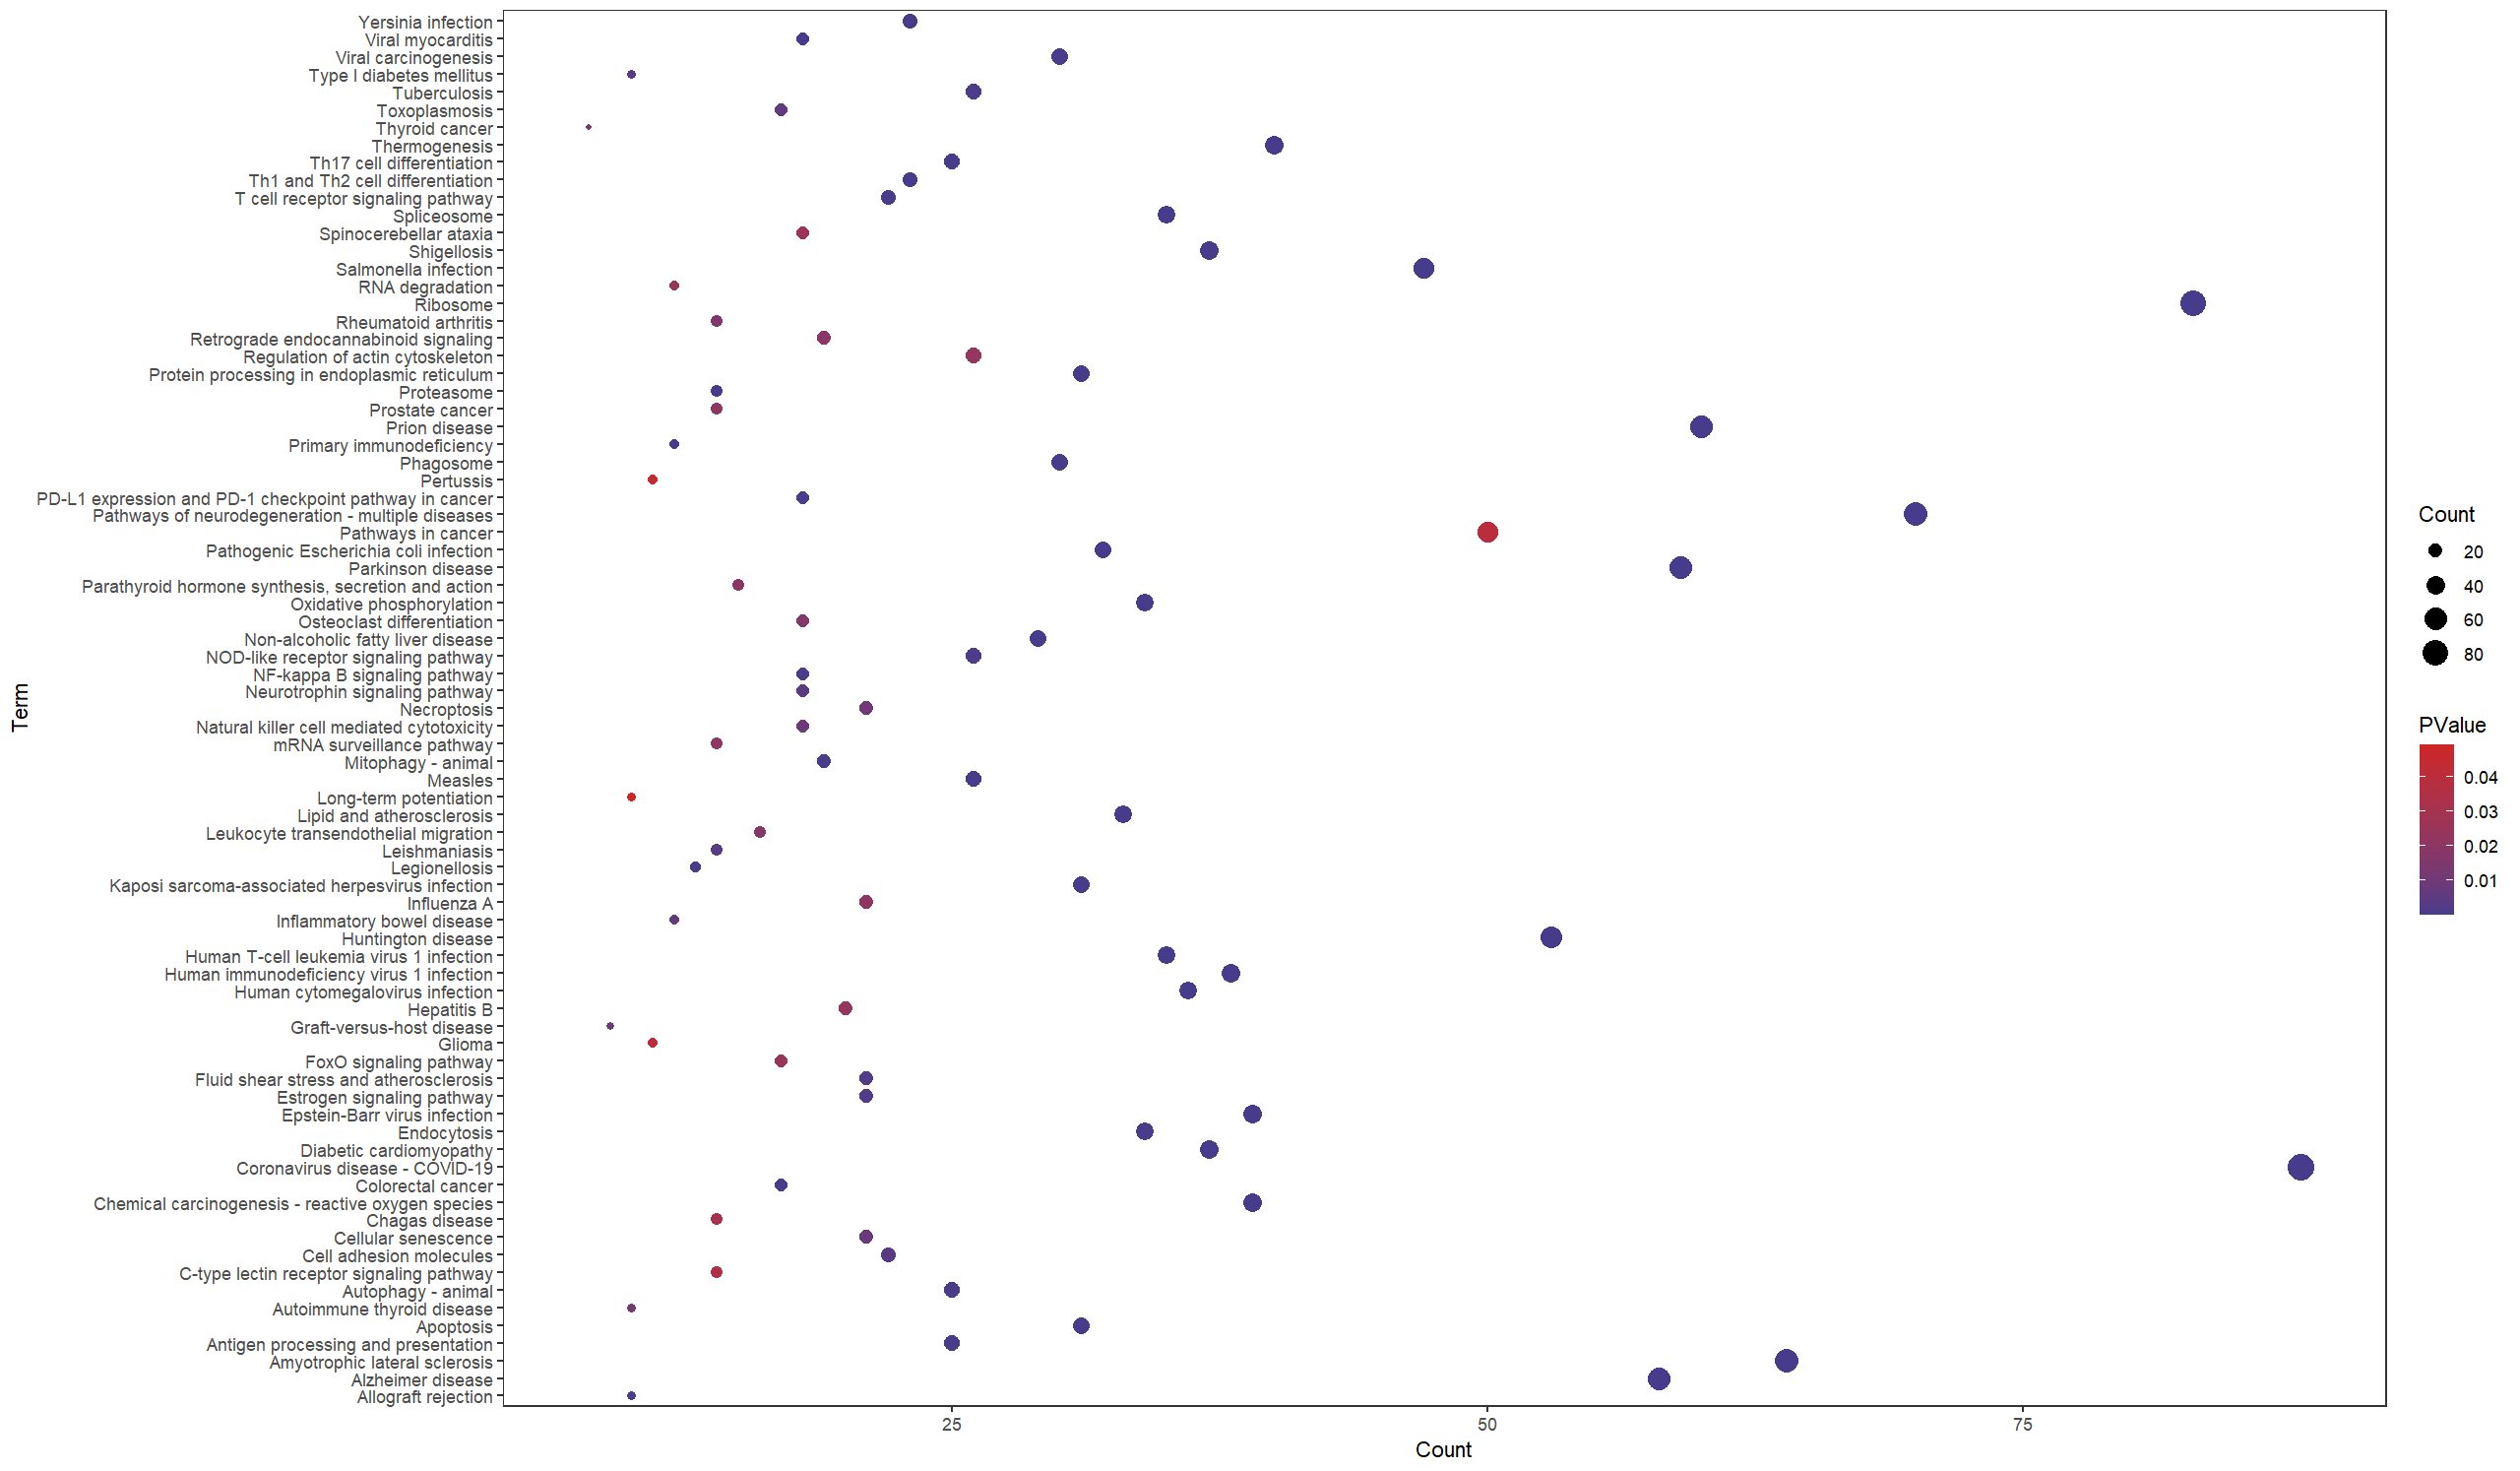 Yersinia infection
Viral myocarditis
Viral carcinogenesis
Type I diabetes mellitus
Tuberculosis
Toxoplasmosis
Thyroid cancer
Thermogenesis
Th17 cell differentiation
Th1 and Th2 cell differentiation
T cell receptor signaling pathway
Spliceosome
Spinocerebellar ataxia
Shigellosis
Salmonella infection
RNA degradation
Ribosome
Rheumatoid arthritis
Retrograde endocannabinoid signaling
Regulation of actin cytoskeleton
Protein processing in endoplasmic reticulum
Proteasome
Prostate cancer
Prion disease
Primary immunodeficiency
Phagosome
Pertussis
PD-L1 expression and PD-1 checkpoint pathway in cancer
Pathways of neurodegeneration - multiple diseases
Pathways in cancer
Pathogenic Escherichia coli infection
Parkinson disease
Parathyroid hormone synthesis, secretion and action
Oxidative phosphorylation
Osteoclast differentiation
Non-alcoholic fatty liver disease
NOD-like receptor signaling pathway
NF-kappa B signaling pathway
Neurotrophin signaling pathway
Necroptosis
Natural killer cell mediated cytotoxicity
mRNA surveillance pathway
Mitophagy - animal
Measles
Long-term potentiation
Lipid and atherosclerosis
Leukocyte transendothelial migration
Leishmaniasis
Legionellosis
Kaposi sarcoma-associated herpesvirus infection
Influenza A
Inflammatory bowel disease
Huntington disease
Human T-cell leukemia virus 1 infection
Human immunodeficiency virus 1 infection
Human cytomegalovirus infection
Hepatitis B
Graft-versus-host disease
Glioma
FoxO signaling pathway
Fluid shear stress and atherosclerosis
Estrogen signaling pathway
Epstein-Barr virus infection
Endocytosis
Diabetic cardiomyopathy
Coronavirus disease - COVID-19
Colorectal cancer
Chemical carcinogenesis - reactive oxygen species
Chagas disease
Cellular senescence
Cell adhesion molecules
C-type lectin receptor signaling pathway
Autophagy - animal
Autoimmune thyroid disease
Apoptosis
Antigen processing and presentation
Amyotrophic lateral sclerosis
Alzheimer disease
Allograft rejection
Term
25 50 75
Count
Count
20
40
60
80
PValue
0.04
0.03
0.02
0.01